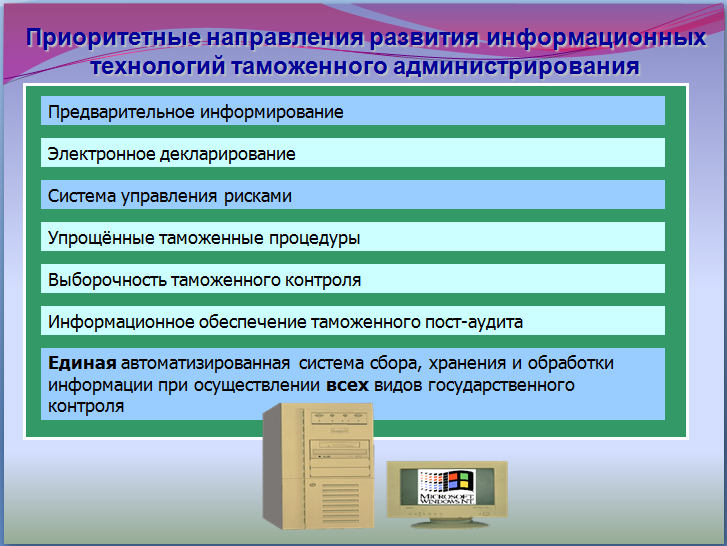 Приоритетные направления развития информационных
технологий таможенного администрирования
Предварительное информирование
Электронное декларирование
Система управления рисками
Упрощённые таможенные процедуры
Выборочность таможенного контроля
Информационное обеспечение таможенного пост-аудита
Единая автоматизированная система сбора, хранения и обработки
информации при осуществлении всех видов государственного
контроля
MICROSOFT
WINDOWS NT